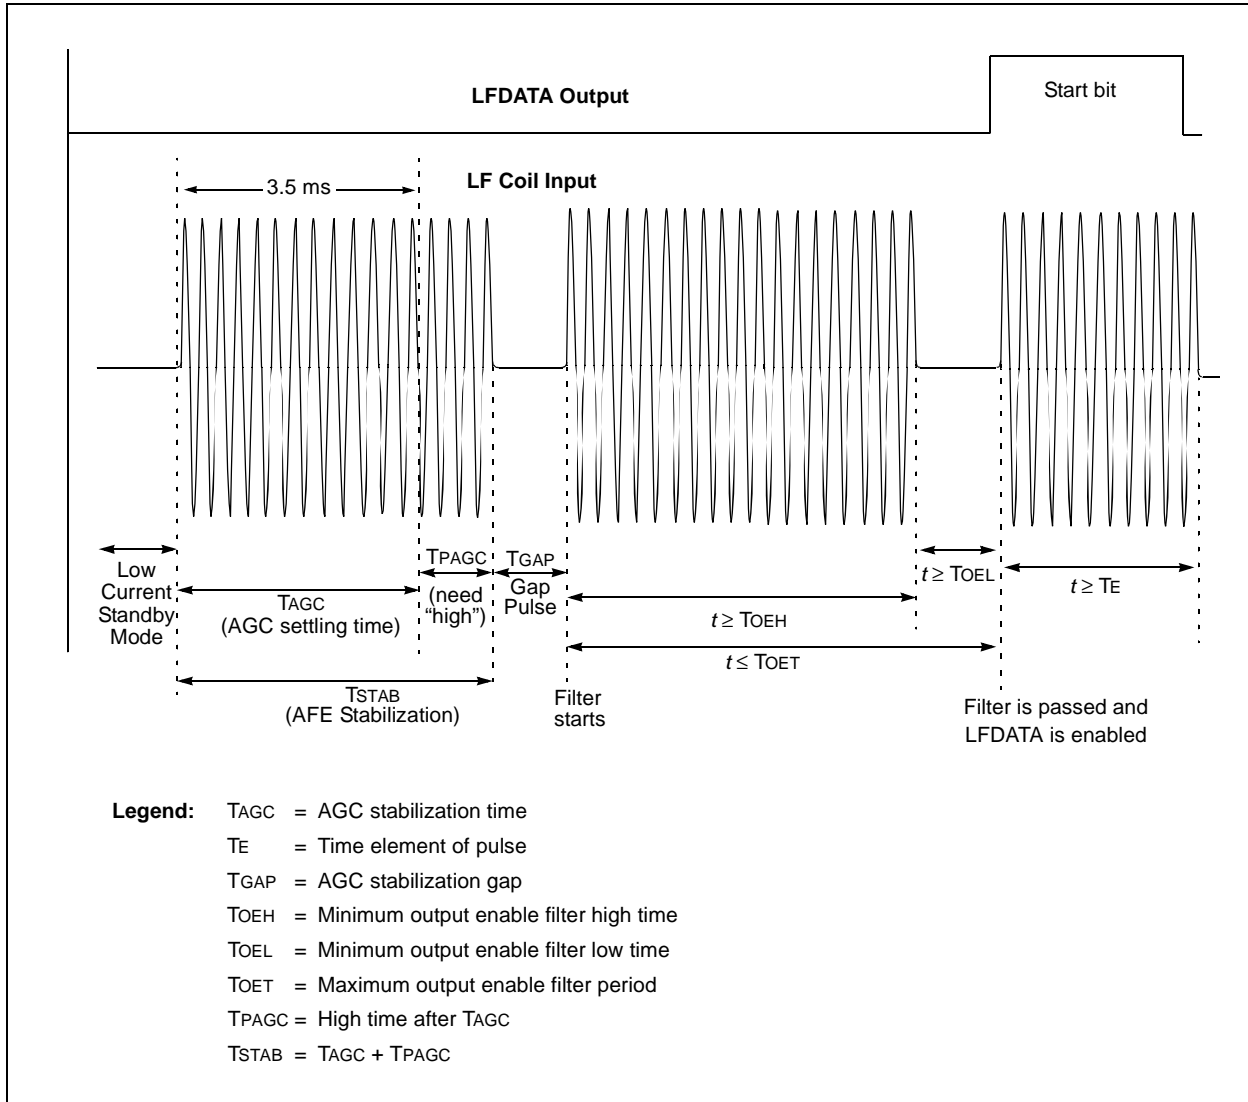 LFDATA Output
Start bit
3.5 ms
LF Coil Input
Low
Current
Standby
Mode
TAGC
(AGC settling time)
TPAGC
(need
“high”)
TGAP
Gap
Pulse
t ≥ TOEH
t ≥ TOEL
t ≥ TE
t ≤ TOET
TSTAB
(AFE Stabilization)
Filter
starts
Filter is passed and
LFDATA is enabled
Legend: TAGC = AGC stabilization time
TE = Time element of pulse
TGAP = AGC stabilization gap
TOEH = Minimum output enable filter high time
TOEL = Minimum output enable filter low time
TOET = Maximum output enable filter period
TPAGC = High time after TAGC
TSTAB = TAGC + TPAGC